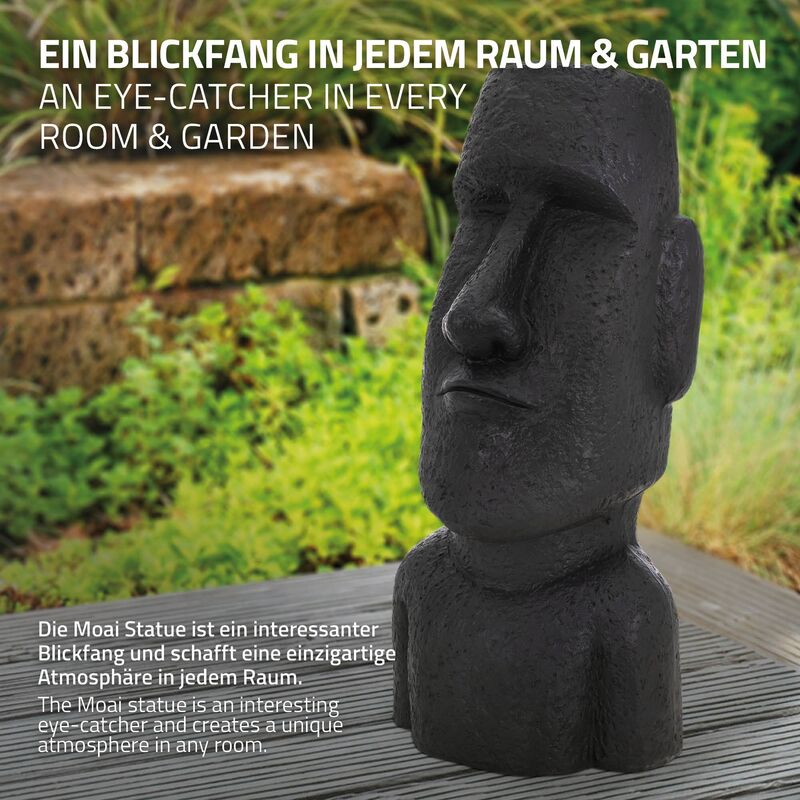 EIN BLICKFANG IN JEDEM RAUM & GARTEN
AN EYE-CATCHER IN EVERY
ROOM & GARDEN
Die Moai Statue ist ein interessanter
Blickfang und schafft eine einzigartige
Atmosphäre in jedem Raum.
The Moai statue is an interesting
eye-catcher and creates a unique
atmosphere in any room.